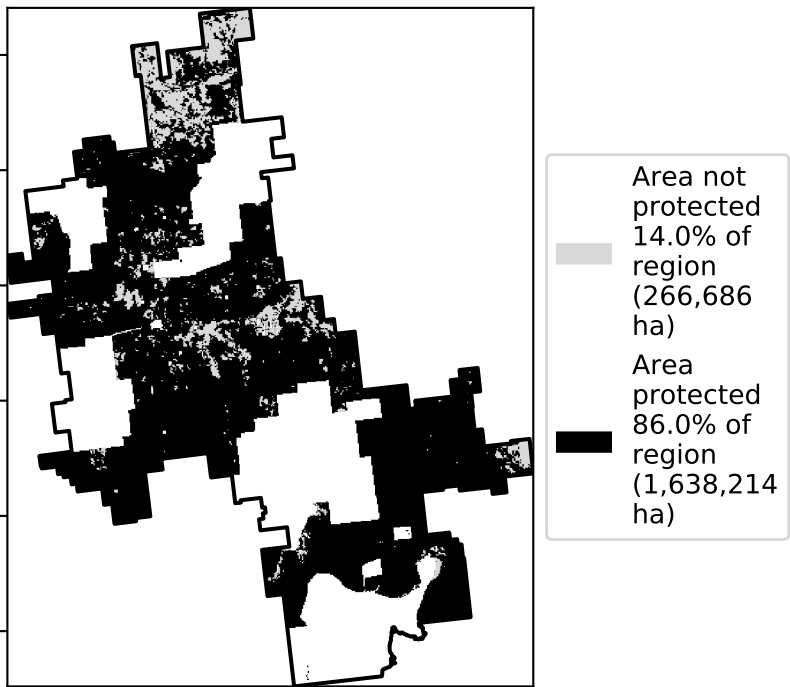 Area not
protected
14.0% of
region
(266,686
ha)
Area
protected
86.0% of
region
(1,638,214
ha)